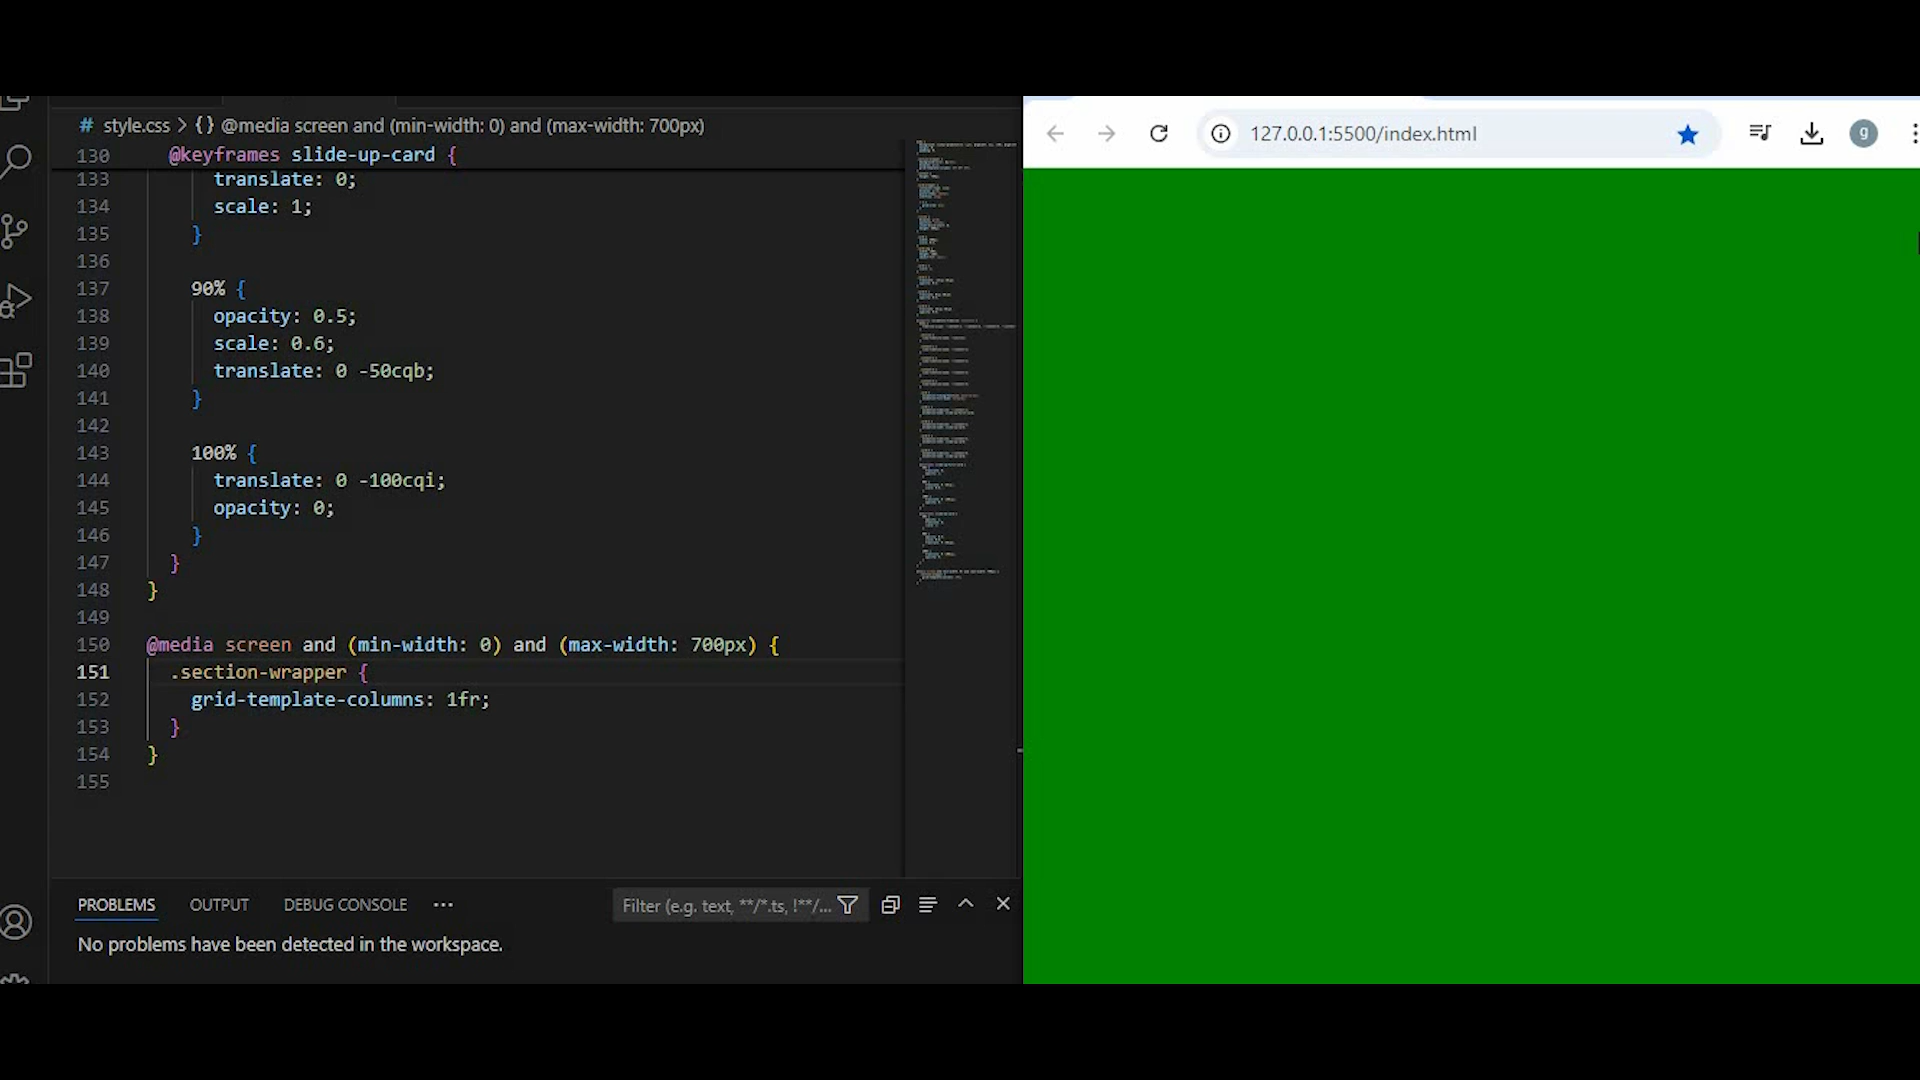 # style.css > {} @media screen and (min-width: 0) and (max-width: 700px)
130 @keyframes slide-up-card {
133 translate: 0;
134 scale: 1;
135 }
136
137 90% {
138 opacity: 0.5;
139 scale: 0.6;
140 translate: 0 -50cqb;
141 }
142
143 100% {
144 translate: 0 -100cqi;
145 opacity: 0;
146 }
147 }
148 }
149
150 @media screen and (min-width: 0) and (max-width: 700px) {
151 .section-wrapper {
152 grid-template-columns: 1fr;
153 }
154 }
155
PROBLEMS OUTPUT DEBUG CONSOLE ··· Filter (e.g. text, **/*.ts, !**/...
No problems have been detected in the workspace.
127.0.0.1:5500/index.html g